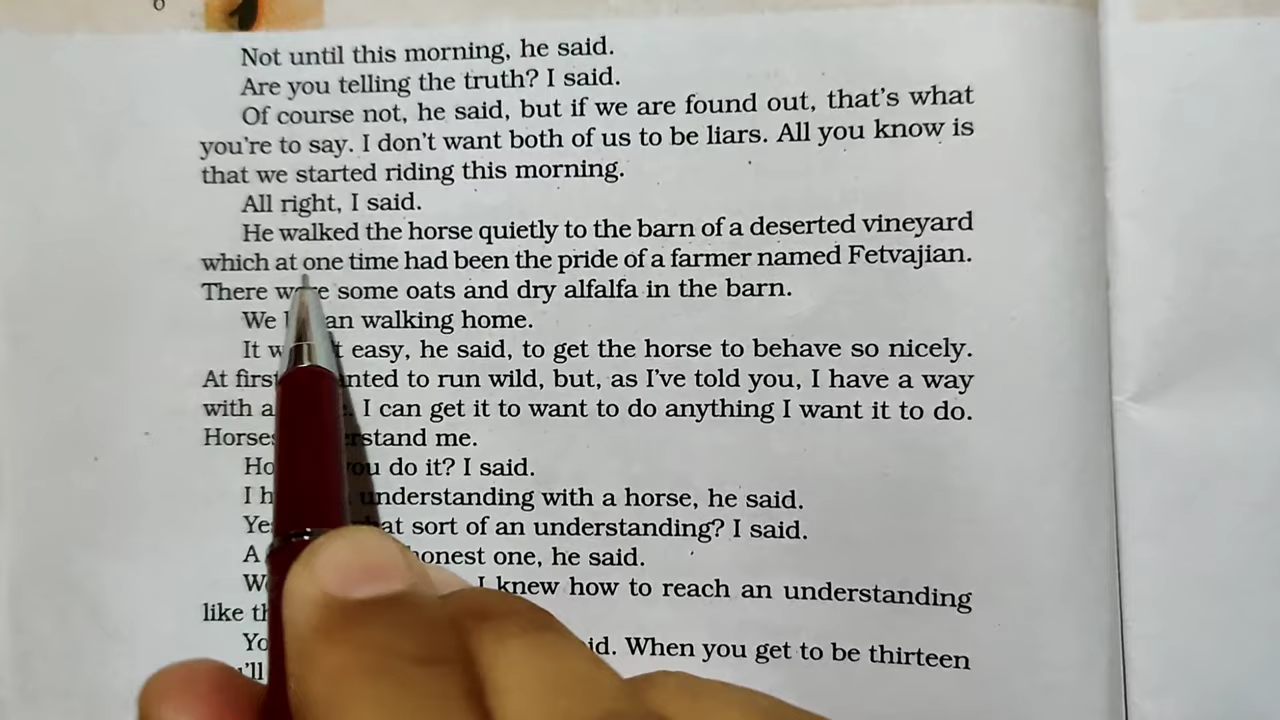 6
Not until this morning, he said.
Are you telling the truth? I said.
Of course not, he said, but if we are found out, that's what
you're to say. I don't want both of us to be liars. All you know is
that we started riding this morning.
All right, I said.
He walked the horse quietly to the barn of a deserted vineyard
which at one time had been the pride of a farmer named Fetvajian.
There were some oats and dry alfalfa in the barn.
We walking home.
It easy, he said, to get the horse to behave so nicely.
At first to run wild, but, as I've told you, I have a way
with a I can get it to want to do anything I want it to do.
me.
you do it? I said.
I understanding with a horse, he said.
sort of an understanding? I said.
A honest one, he said.
I knew how to reach an understanding
like
When you get to be thirteen